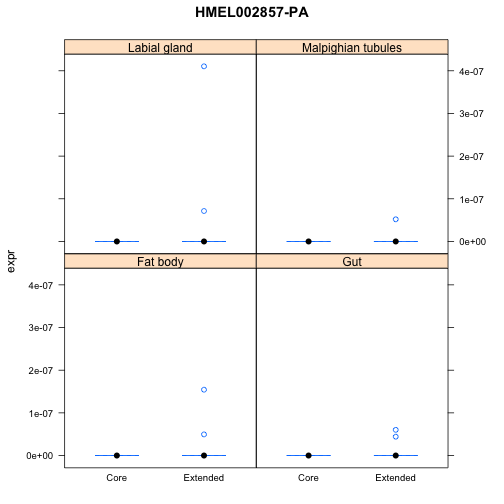 HMEL002857-PA
Labial gland
Malpighian tubules
4e-07
3e-07
2e-07
1e-07
0e+00
expr
Fat body
Gut
4e-07
3e-07
2e-07
1e-07
0e+00
Core
Extended
Core
Extended